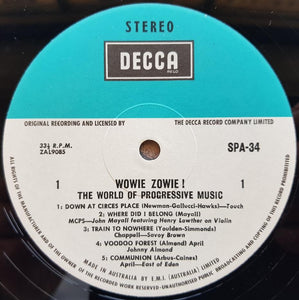 STEREO
DECCA
ORIGINAL RECORDING AND LICENSED BY THE DECCA RECORD COMPANY LIMITED
33⅓ R.P.M.
ZAL9085
SPA-34
1 WOWIE ZOWIE! 1
THE WORLD OF PROGRESSIVE MUSIC
1: DOWN AT CIRCES PLACE (Newman-Gallucci-Hawks)—Touch
2: WHERE DID I BELONG (Mayall)
MCPS—John Mayall featuring Henry Lowther on Violin
3: TRAIN TO NOWHERE (Youlden-Simmonds)
Chappell—Savoy Brown
4: VOODOO FOREST (Almond) April
Johnny Almond
5: COMMUNION (Arbus-Caines)
April—East of Eden
MADE IN AUSTRALIA BY E.M.I. (AUSTRALIA) LIMITED
ALL RIGHTS OF THE MANUFACTURER AND OF THE OWNER OF THE RECORDED WORK RESERVED. UNAUTHORISED PUBLIC PERFORMANCE, BROADCASTING AND COPYING OF THIS RECORD PROHIBITED